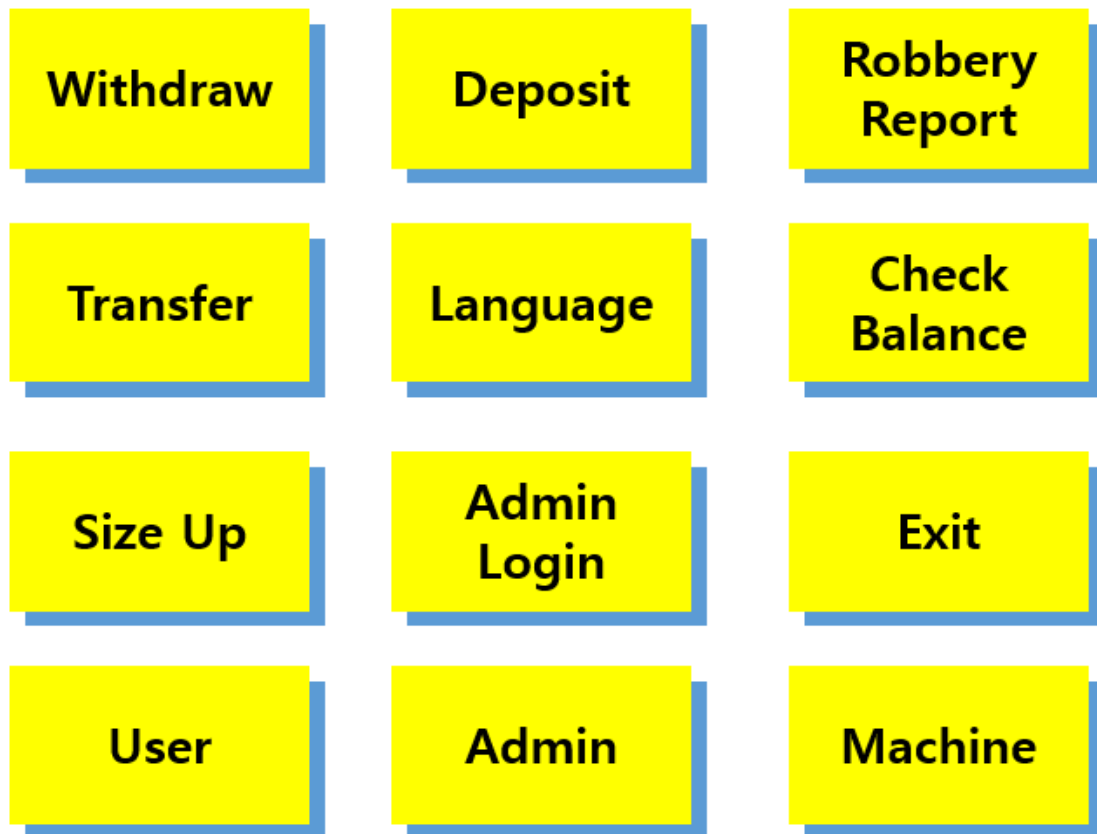 Withdraw
Deposit
Robbery
Report
Transfer
Language
Check
Balance
Size Up
Admin
Login
Exit
User
Admin
Machine